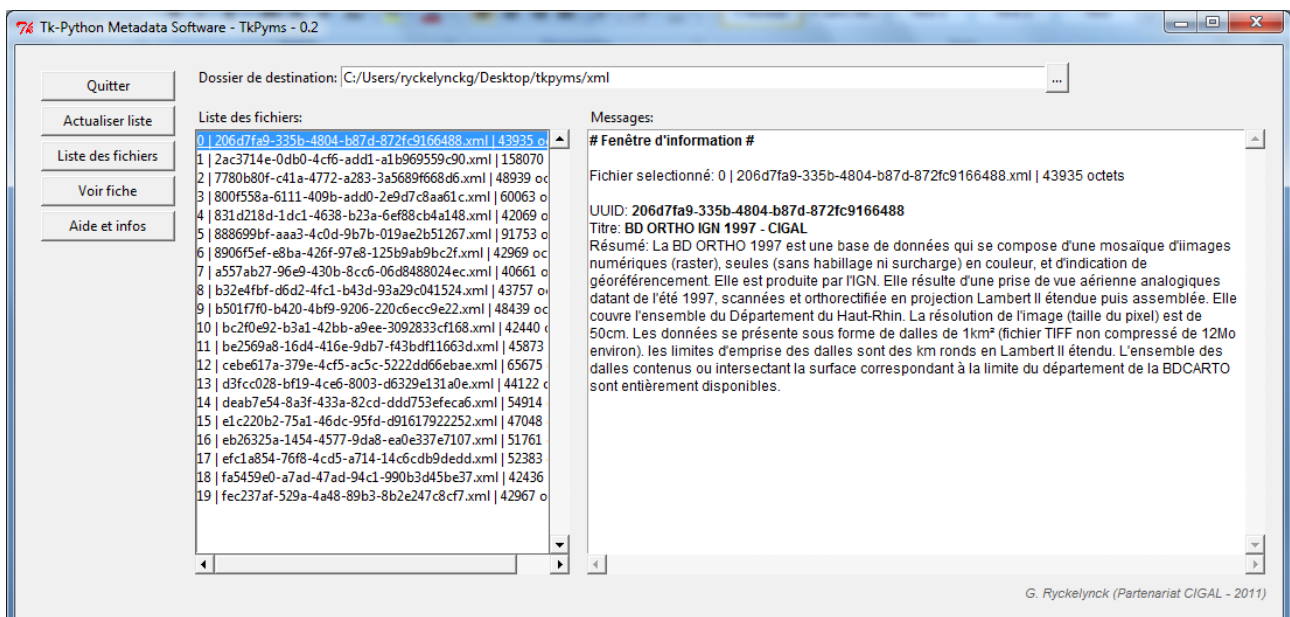 Tk-Python Metadata Software - TkPyms - 0.2
Quitter
Actualiser liste
Liste des fichiers
Voir fiche
Aide et infos
Dossier de destination: C:/Users/ryckelynckg/Desktop/tkpyms/xml
...
Liste des fichiers:
0 | 206d7fa9-335b-4804-b87d-872fc9166488.xml | 43935 o
1 | 2ac3714e-0db0-4cf6-add1-a1b969559c90.xml | 158070
2 | 7780b80f-c41a-4772-a283-3a5689f668d6.xml | 48939 oc
3 | 800f558a-6111-409b-add0-2e9d7c8aa61c.xml | 60063 o
4 | 831d218d-1dc1-4638-b23a-6ef88cb4a148.xml | 42069 o
5 | 888699bf-aaa3-4c0d-9b7b-019ae2b51267.xml | 91753 o
6 | 8906f5ef-e8ba-426f-97e8-125b9ab9bc2f.xml | 42969 oc
7 | a557ab27-96e9-430b-8cc6-06d8488024ec.xml | 40661 o
8 | b32e4fbf-d6d2-4fc1-b43d-93a29c041524.xml | 43757 o
9 | b501f7f0-b420-4bf9-9206-220c6ecc9e22.xml | 48439 oc
10 | bc2f0e92-b3a1-42bb-a9ee-3092833cf168.xml | 42440 
11 | be2569a8-16d4-416e-9db7-f43bdf11663d.xml | 45873
12 | cebe617a-379e-4cf5-ac5c-5222dd66ebae.xml | 65675
13 | d3fcc028-bf19-4ce6-8003-d6329e131a0e.xml | 44122 
14 | deab7e54-8a3f-433a-82cd-ddd753efeca6.xml | 54914
15 | e1c220b2-75a1-46dc-95fd-d91617922252.xml | 47048
16 | eb26325a-1454-4577-9da8-ea0e337e7107.xml | 51761
17 | efc1a854-76f8-4cd5-a714-14c6cdb9dedd.xml | 52383
18 | fa5459e0-a7ad-47ad-94c1-990b3d45be37.xml | 42436
19 | fec237af-529a-4a48-89b3-8b2e247c8cf7.xml | 42967 o
Messages:
# Fenêtre d'information #
Fichier selectionné: 0 | 206d7fa9-335b-4804-b87d-872fc9166488.xml | 43935 octets
UUID: 206d7fa9-335b-4804-b87d-872fc9166488
Titre: BD ORTHO IGN 1997 - CIGAL
Résumé: La BD ORTHO 1997 est une base de données qui se compose d'une mosaïque d'iimages
numériques (raster), seules (sans habillage ni surcharge) en couleur, et d'indication de
géoréférencement. Elle est produite par l'IGN. Elle résulte d'une prise de vue aérienne analogiques
datant de l'été 1997, scannées et orthorectifiée en projection Lambert II étendue puis assemblée. Elle
couvre l'ensemble du Département du Haut-Rhin. La résolution de l'image (taille du pixel) est de
50cm. Les données se présente sous forme de dalles de 1km² (fichier TIFF non compressé de 12Mo
environ). les limites d'emprise des dalles sont des km ronds en Lambert II étendu. L'ensemble des
dalles contenus ou intersectant la surface correspondant à la limite du département de la BDCARTO
sont entièrement disponibles.
G. Ryckelynck (Partenariat CIGAL - 2011)